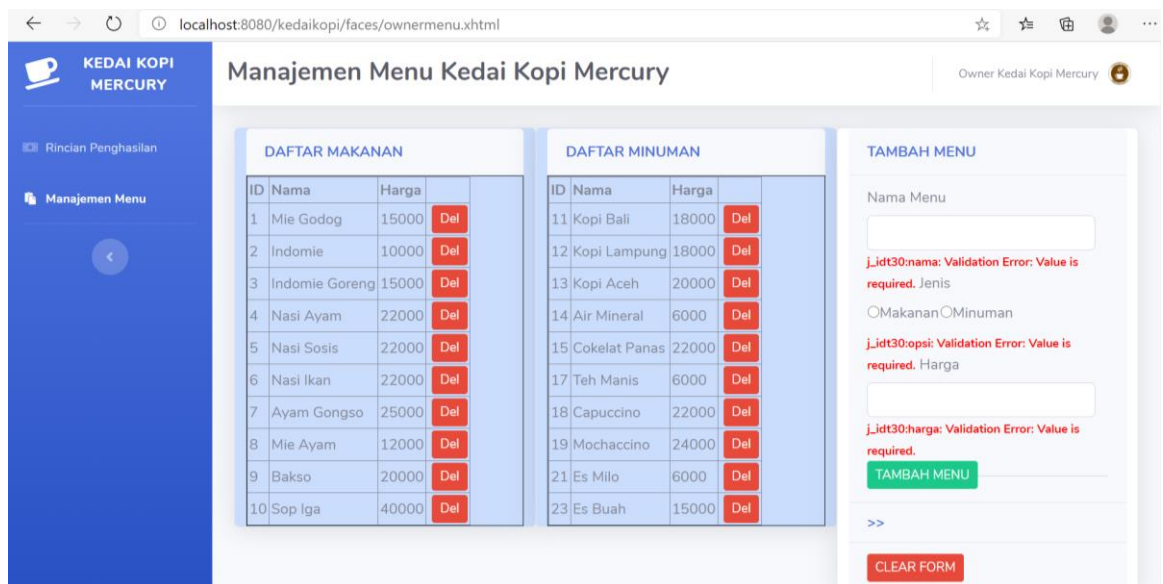 localhost:8080/kedaikopi/faces/ownermenu.xhtml
KEDAI KOPI
MERCURY
Manajemen Menu Kedai Kopi Mercury
Owner Kedai Kopi Mercury
Rincian Penghasilan
Manajemen Menu
DAFTAR MAKANAN
ID Nama Harga
1 Mie Godog 15000 Del
2 Indomie 10000 Del
3 Indomie Goreng 15000 Del
4 Nasi Ayam 22000 Del
5 Nasi Sosis 22000 Del
6 Nasi Ikan 22000 Del
7 Ayam Gongso 25000 Del
8 Mie Ayam 12000 Del
9 Bakso 20000 Del
10 Sop Iga 40000 Del
DAFTAR MINUMAN
ID Nama Harga
11 Kopi Bali 18000 Del
12 Kopi Lampung 18000 Del
13 Kopi Aceh 20000 Del
14 Air Mineral 6000 Del
15 Cokelat Panas 22000 Del
17 Teh Manis 6000 Del
18 Capuccino 22000 Del
19 Mochaccino 24000 Del
21 Es Milo 6000 Del
23 Es Buah 15000 Del
TAMBAH MENU
Nama Menu
j_idt30:nama: Validation Error: Value is
required. Jenis
Makanan Minuman
j_idt30:opsi: Validation Error: Value is
required. Harga
j_idt30:harga: Validation Error: Value is
required.
TAMBAH MENU
>>
CLEAR FORM